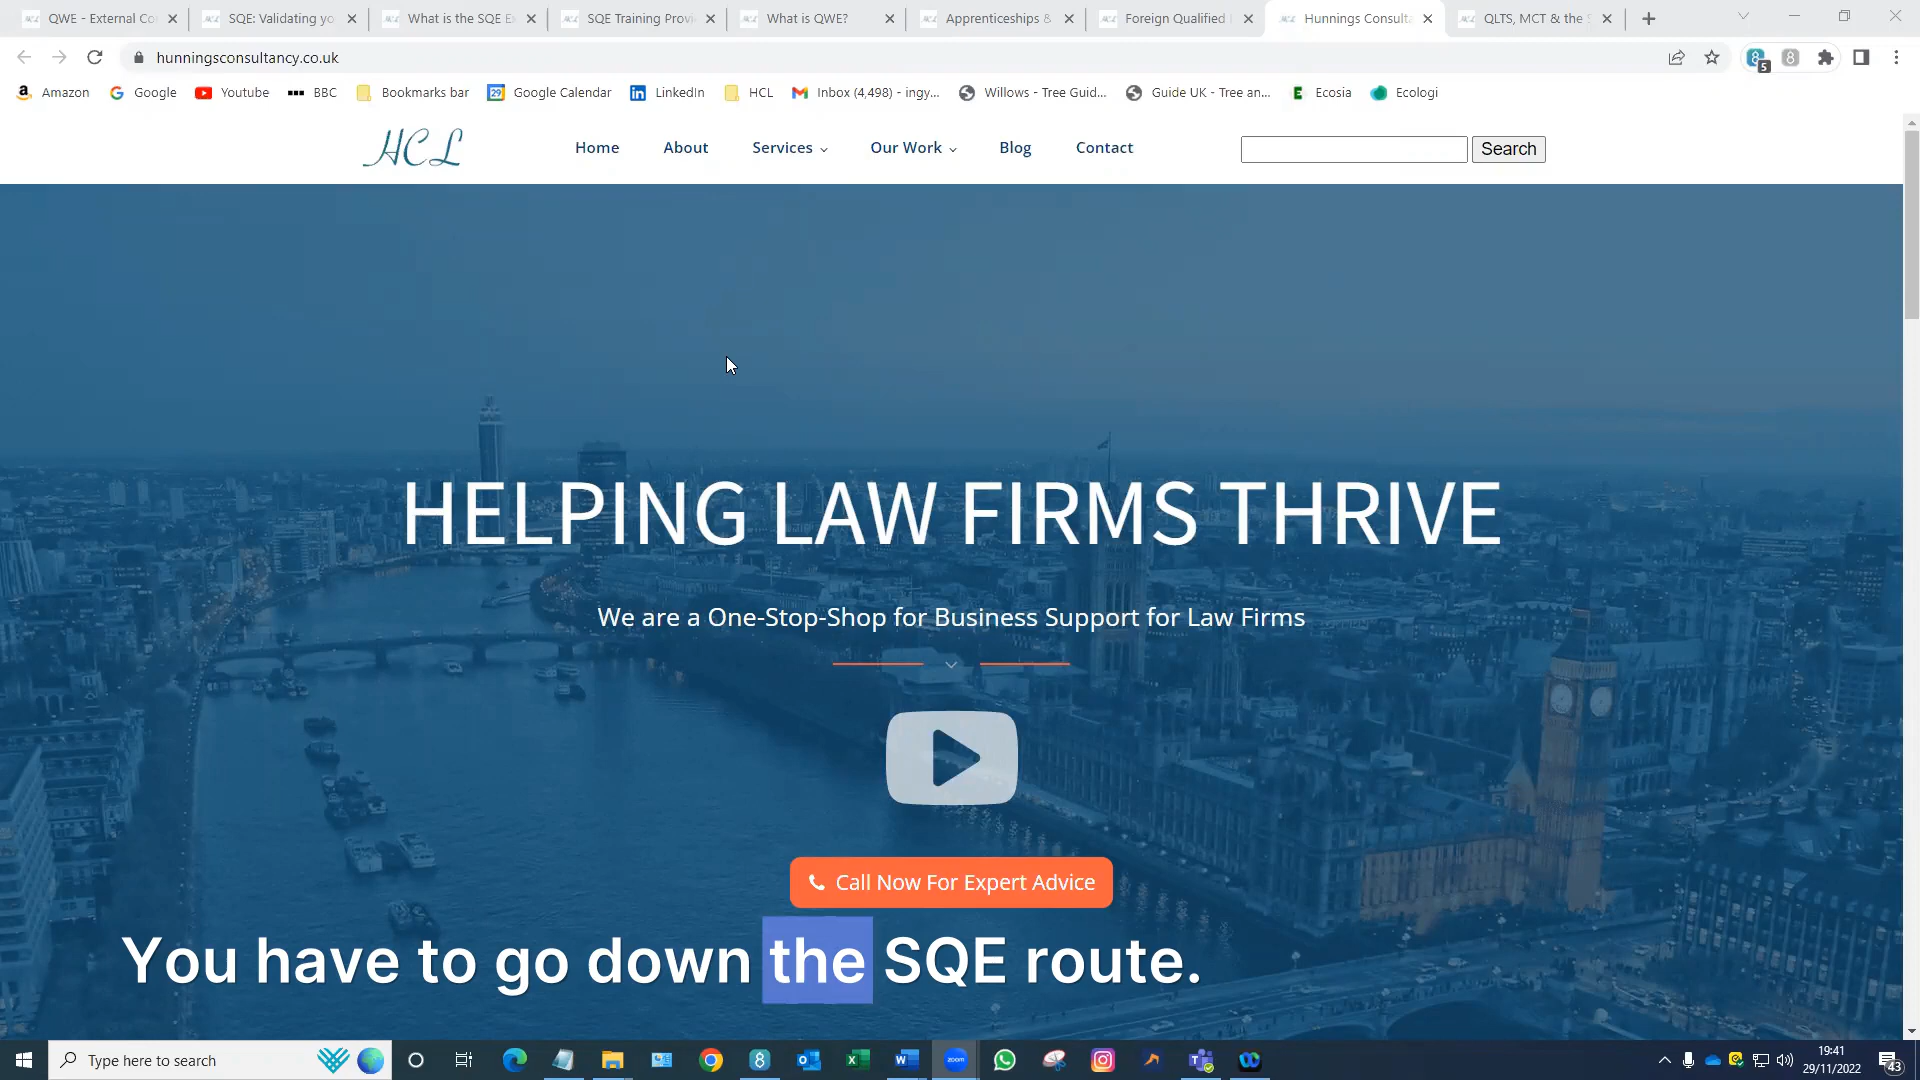 QWE - External Co
SQE: Validating yo
What is the SQE E
SQE Training Provi
What is QWE?
Apprenticeships &
Foreign Qualified
Hunnings Consult
QLTS, MCT & the
hunningsconsultancy.co.uk
5
Amazon
Google
Youtube
BBC
Bookmarks bar
29
Google Calendar
LinkedIn
HCL
Inbox (4,498) - ingy...
Willows - Tree Guid...
Guide UK - Tree an...
Ecosia
Ecologi
HCL
Home
About
Services
Our Work
Blog
Contact
Search
HELPING LAW FIRMS THRIVE
We are a One-Stop-Shop for Business Support for Law Firms
Call Now For Expert Advice
You have to go down the SQE route.
Type here to search
zoom
19:41
29/11/2022
43